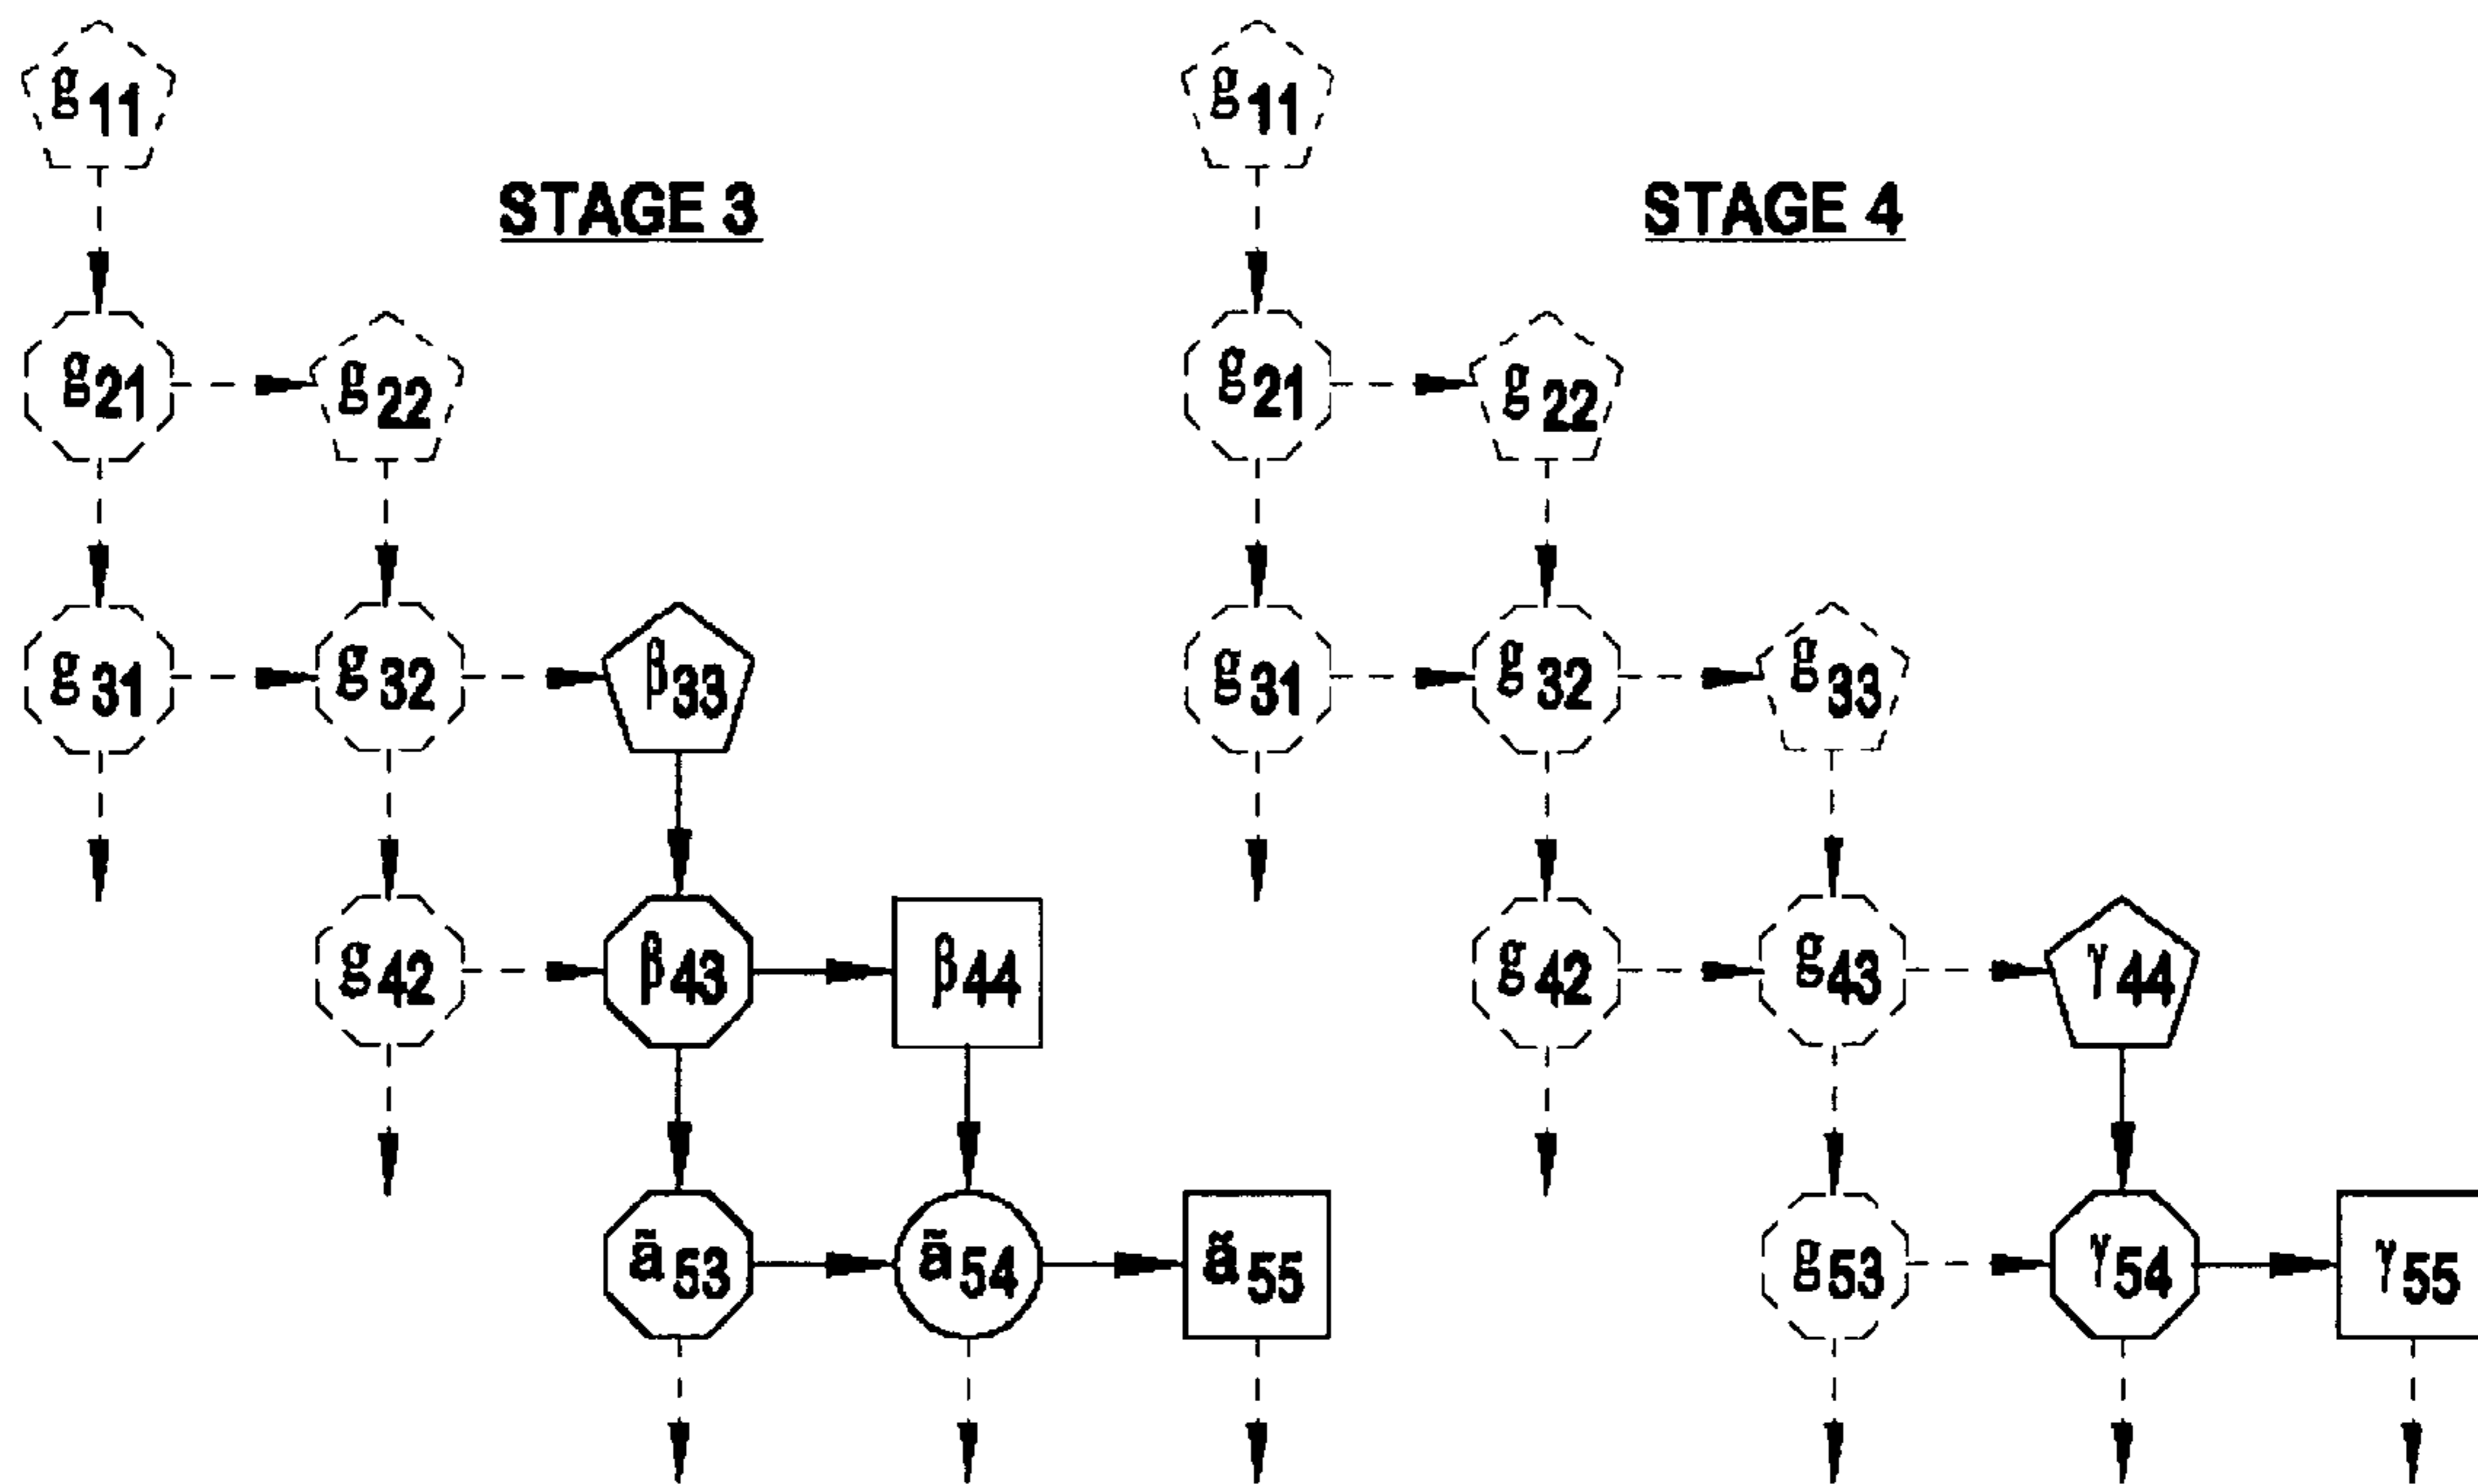 g11
g11
STAGE 3
STAGE 4
g21 g22
g21 g22
g31 g32 β33
g31 g32 g33
g42 β43 β44
g42 g43 γ44
ã53 ã54 ã55
g53 γ54 γ55